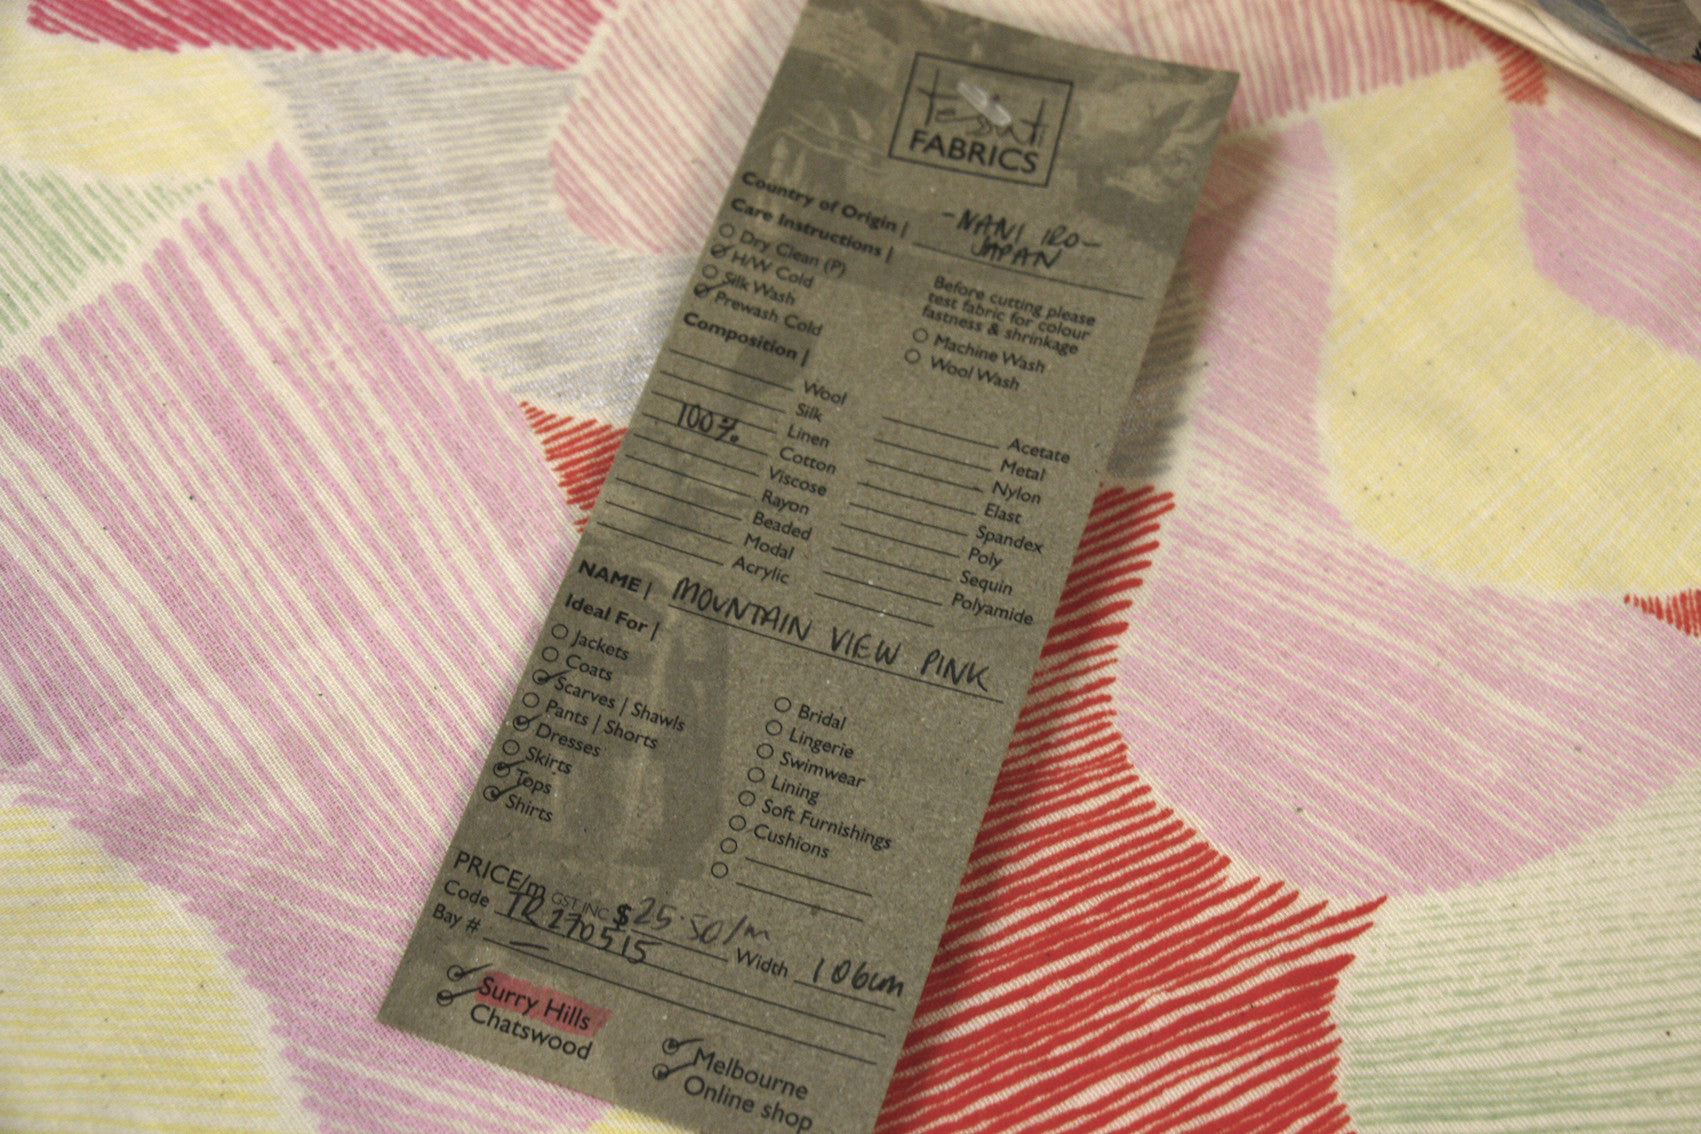 tessuti
FABRICS
Country of Origin | -NANI IRO-
JAPAN
Care Instructions |
Dry Clean (P)
H/W Cold
Silk Wash
Prewash Cold
Before cutting please
test fabric for colour
fastness & shrinkage
Machine Wash
Wool Wash
Composition |
Wool
Silk
Linen
100% Cotton
Viscose
Rayon
Beaded
Modal
Acrylic
Acetate
Metal
Nylon
Elast
Spandex
Poly
Sequin
Polyamide
NAME | MOUNTAIN VIEW PINK
Ideal For |
Jackets
Coats
Scarves | Shawls
Pants | Shorts
Dresses
Skirts
Tops
Shirts
Bridal
Lingerie
Swimwear
Lining
Soft Furnishings
Cushions
PRICE/m GST INC $25.50/m Width 106cm
Code TR270515
Bay # —
Surry Hills
Chatswood
Melbourne
Online shop